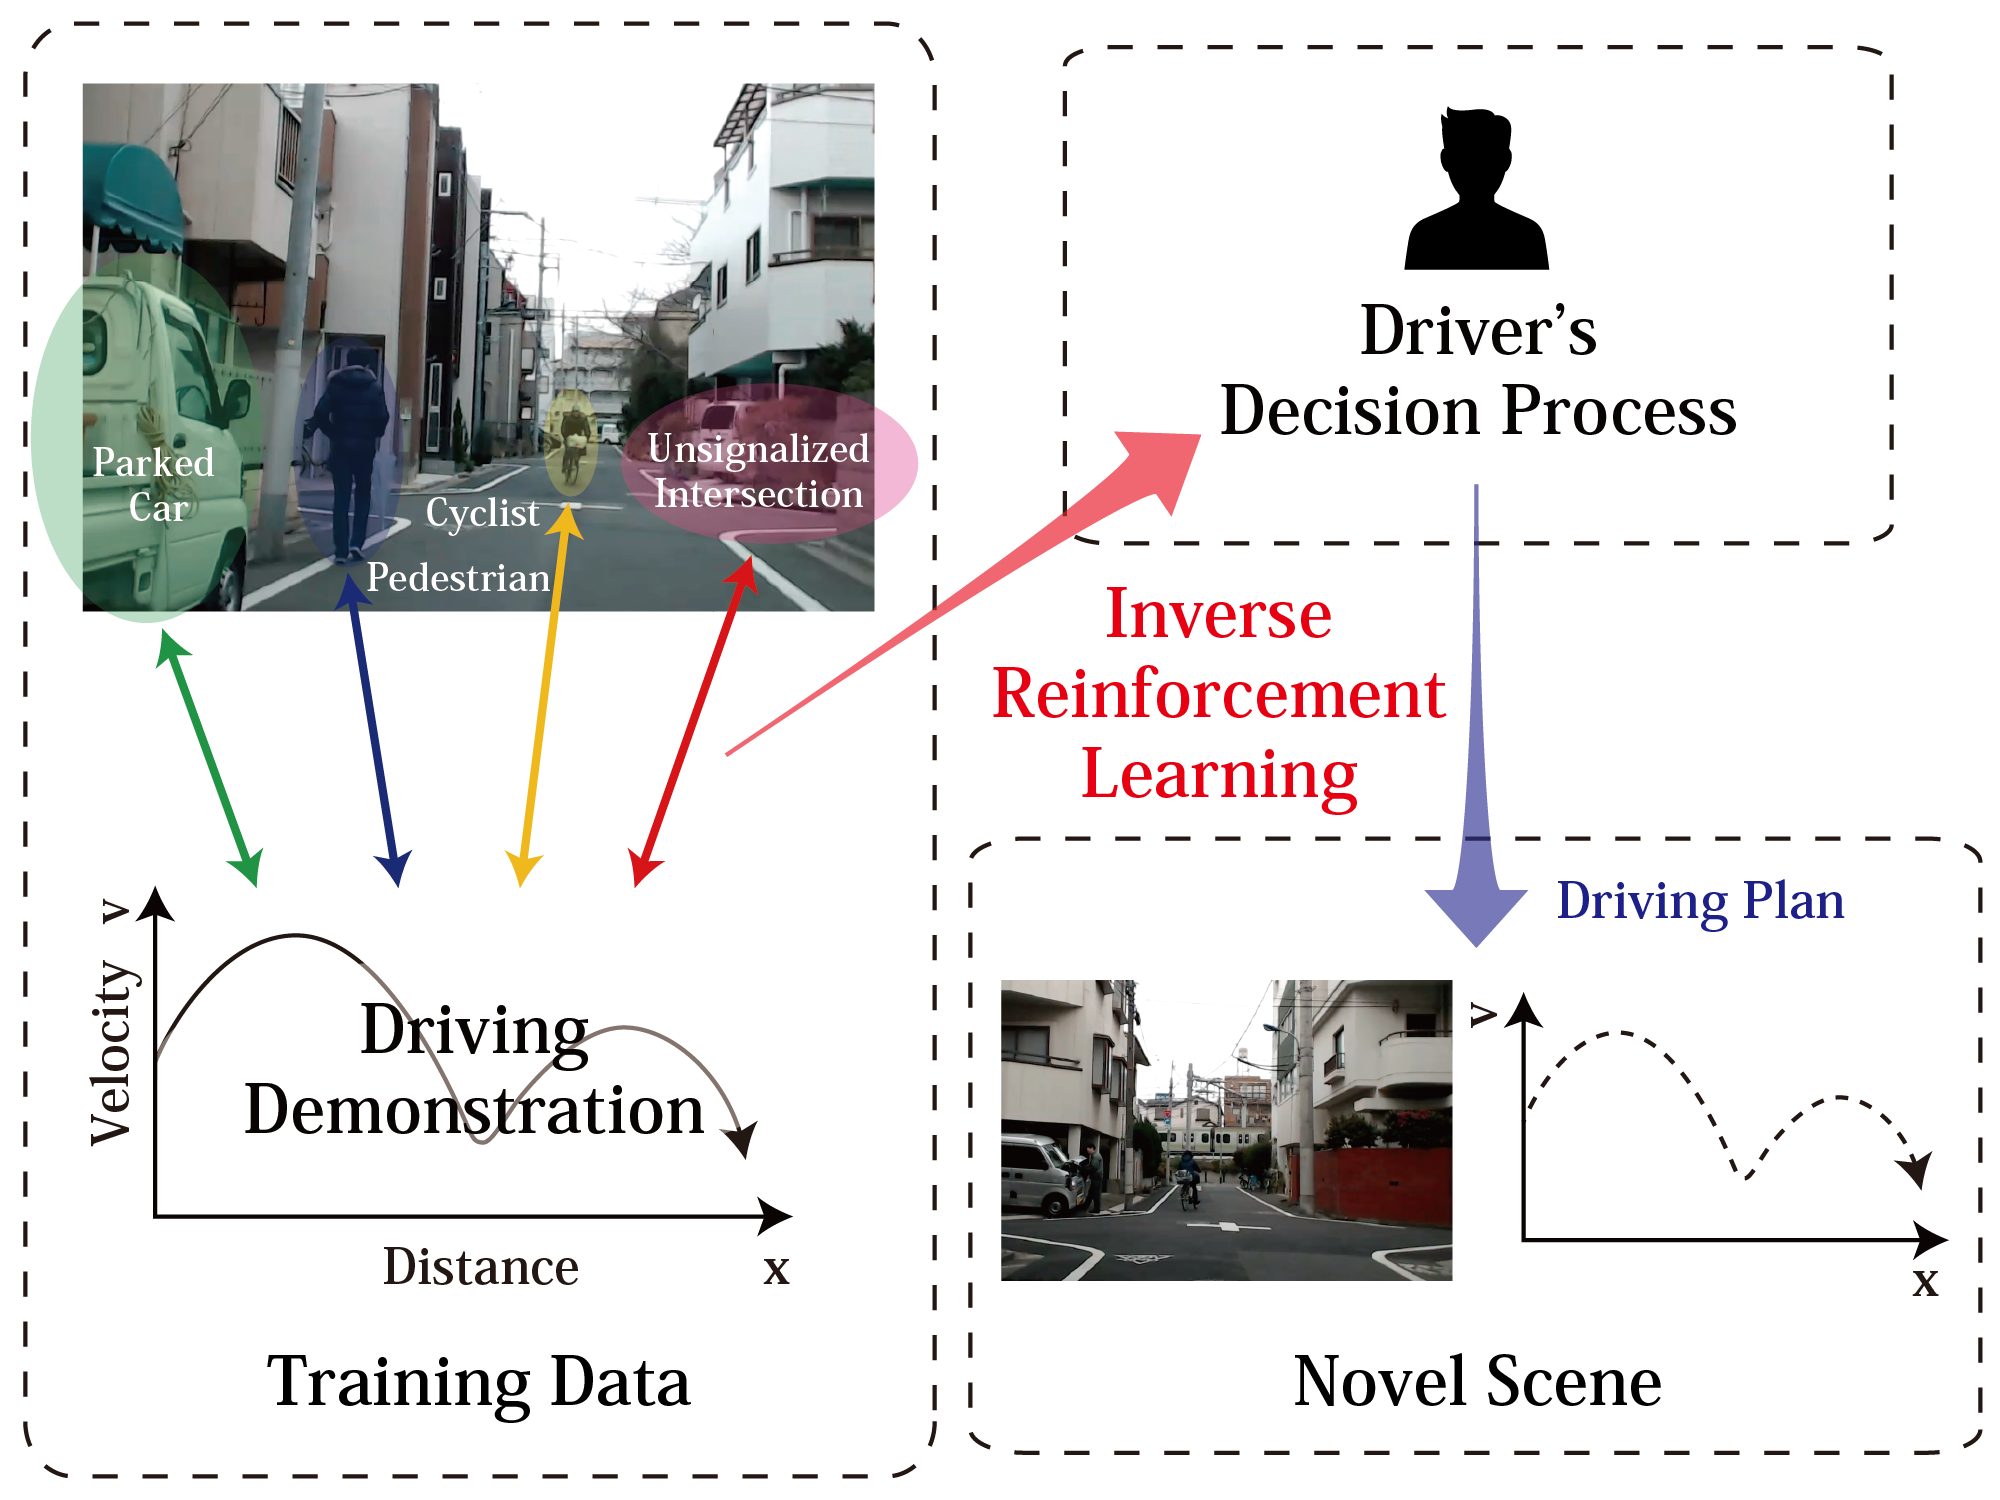 Parked
Car
Cyclist
Pedestrian
Unsignalized
Intersection
Velocity v
Driving
Demonstration
Distance
x
Training Data
Driver’s
Decision Process
Inverse
Reinforcement
Learning
Driving Plan
v
x
Novel Scene